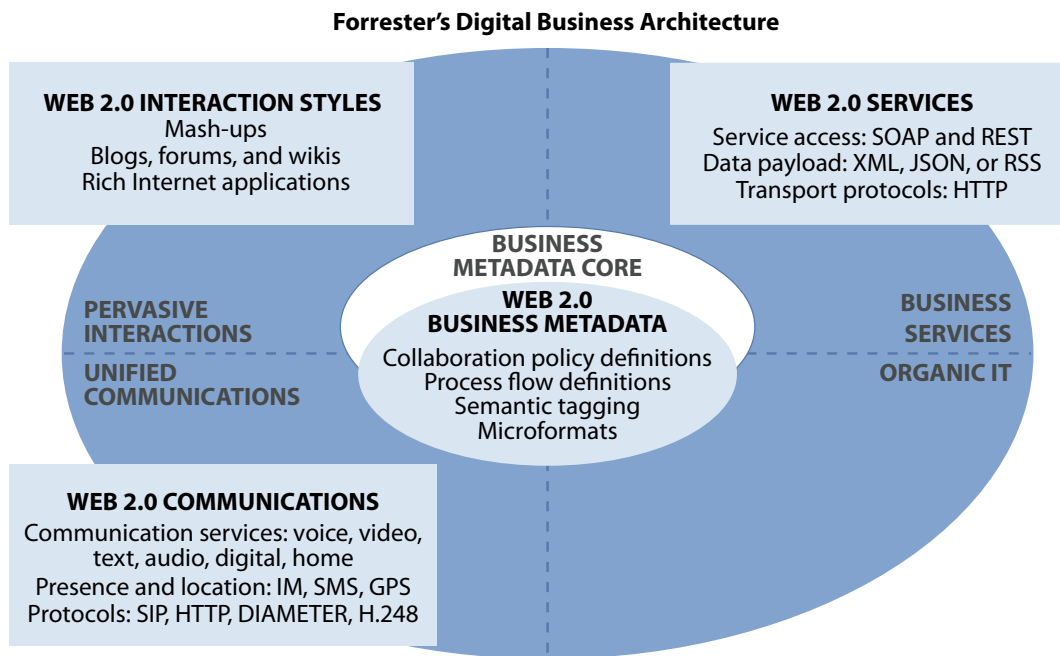 Forrester's Digital Business Architecture
WEB 2.0 INTERACTION STYLES
Mash-ups
Blogs, forums, and wikis
Rich Internet applications
WEB 2.0 SERVICES
Service access: SOAP and REST
Data payload: XML, JSON, or RSS
Transport protocols: HTTP
BUSINESS
METADATA CORE
WEB 2.0
BUSINESS METADATA
Collaboration policy definitions
Process flow definitions
Semantic tagging
Microformats
PERVASIVE
INTERACTIONS
BUSINESS
SERVICES
UNIFIED
COMMUNICATIONS
ORGANIC IT
WEB 2.0 COMMUNICATIONS
Communication services: voice, video,
text, audio, digital, home
Presence and location: IM, SMS, GPS
Protocols: SIP, HTTP, DIAMETER, H.248